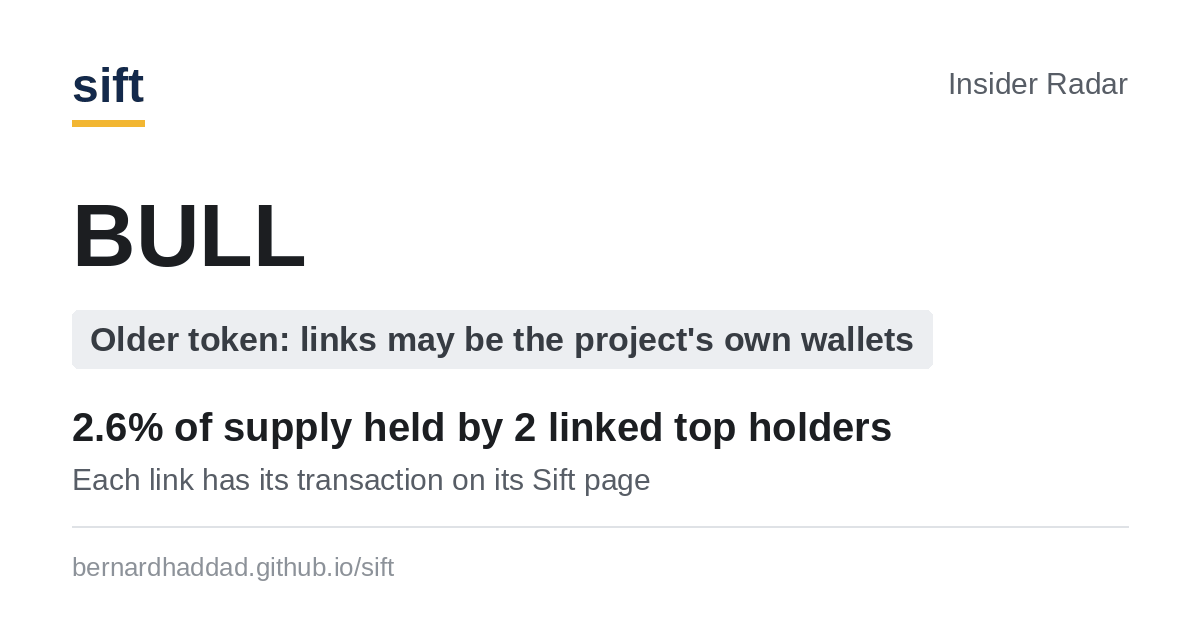 sift
Insider Radar
BULL
Older token: links may be the project's own wallets
2.6% of supply held by 2 linked top holders
Each link has its transaction on its Sift page
bernardhaddad.github.io/sift